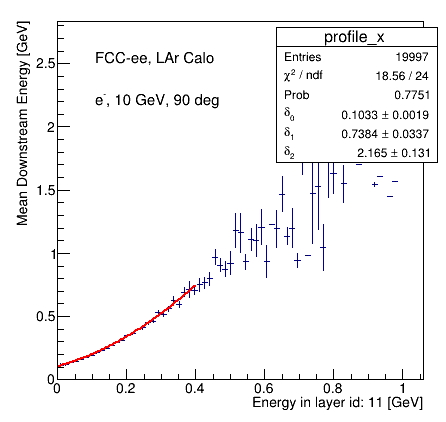 profile_x
Entries 19997
χ² / ndf 18.56 / 24
Prob 0.7751
δ₀ 0.1033 ± 0.0019
δ₁ 0.7384 ± 0.0337
δ₂ 2.165 ± 0.131
FCC-ee, LAr Calo
e⁻, 10 GeV, 90 deg
Mean Downstream Energy [GeV]
2.5
2
1.5
1
0.5
0
0 0.2 0.4 0.6 0.8 1
Energy in layer id: 11 [GeV]